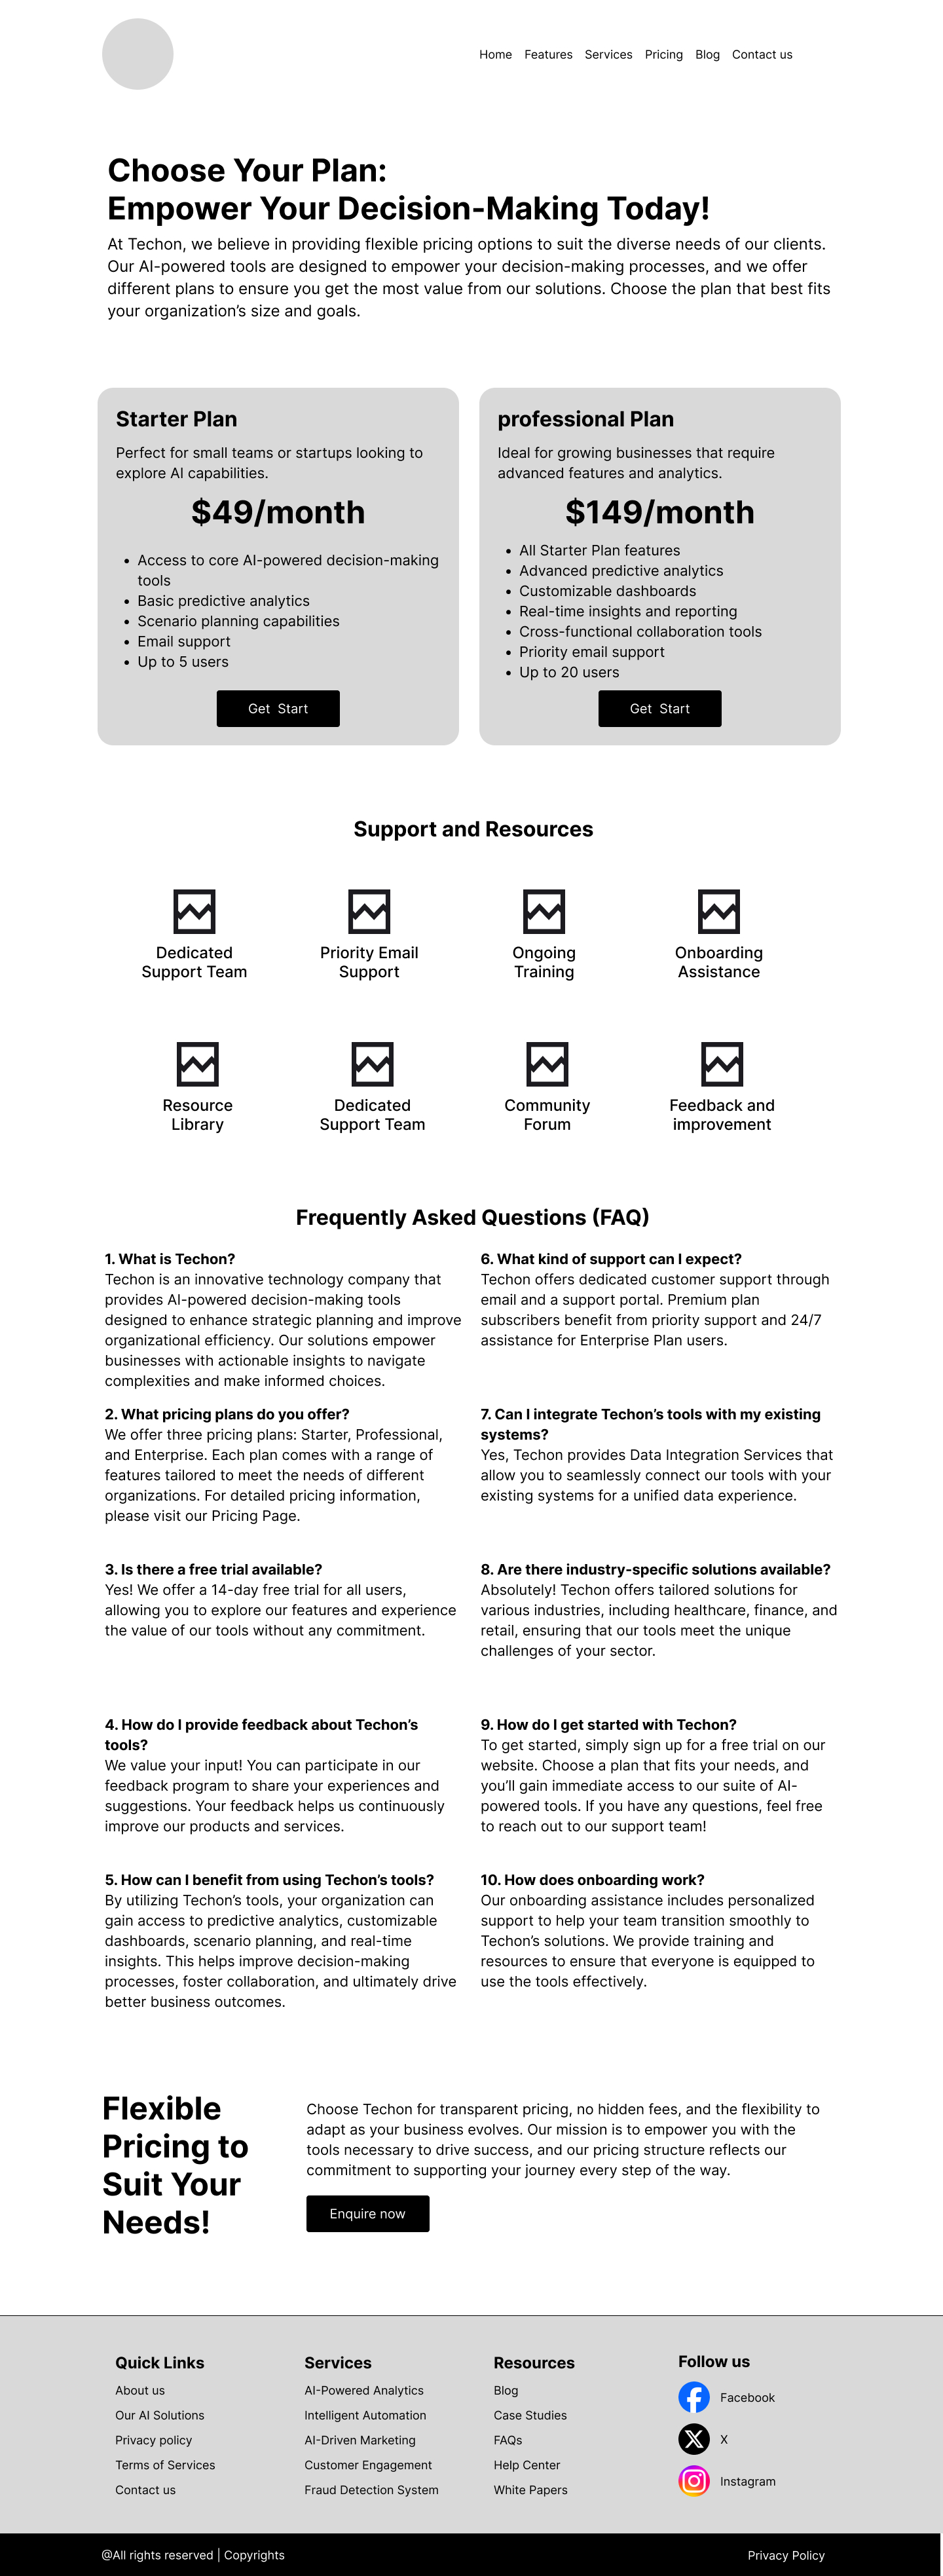 Home Features Services Pricing Blog Contact us
Choose Your Plan:
Empower Your Decision-Making Today!
At Techon, we believe in providing flexible pricing options to suit the diverse needs of our clients.
Our AI-powered tools are designed to empower your decision-making processes, and we offer
different plans to ensure you get the most value from our solutions. Choose the plan that best fits
your organization’s size and goals.
Starter Plan
Perfect for small teams or startups looking to
explore AI capabilities.
$49/month
• Access to core AI-powered decision-making
tools
• Basic predictive analytics
• Scenario planning capabilities
• Email support
• Up to 5 users
Get  Start
professional Plan
Ideal for growing businesses that require
advanced features and analytics.
$149/month
• All Starter Plan features
• Advanced predictive analytics
• Customizable dashboards
• Real-time insights and reporting
• Cross-functional collaboration tools
• Priority email support
• Up to 20 users
Get  Start
Support and Resources
Dedicated
Support Team
Priority Email
Support
Ongoing
Training
Onboarding
Assistance
Resource
Library
Dedicated
Support Team
Community
Forum
Feedback and
improvement
Frequently Asked Questions (FAQ)
1. What is Techon?
Techon is an innovative technology company that
provides AI-powered decision-making tools
designed to enhance strategic planning and improve
organizational efficiency. Our solutions empower
businesses with actionable insights to navigate
complexities and make informed choices.
2. What pricing plans do you offer?
We offer three pricing plans: Starter, Professional,
and Enterprise. Each plan comes with a range of
features tailored to meet the needs of different
organizations. For detailed pricing information,
please visit our Pricing Page.
3. Is there a free trial available?
Yes! We offer a 14-day free trial for all users,
allowing you to explore our features and experience
the value of our tools without any commitment.
4. How do I provide feedback about Techon’s
tools?
We value your input! You can participate in our
feedback program to share your experiences and
suggestions. Your feedback helps us continuously
improve our products and services.
5. How can I benefit from using Techon’s tools?
By utilizing Techon’s tools, your organization can
gain access to predictive analytics, customizable
dashboards, scenario planning, and real-time
insights. This helps improve decision-making
processes, foster collaboration, and ultimately drive
better business outcomes.
6. What kind of support can I expect?
Techon offers dedicated customer support through
email and a support portal. Premium plan
subscribers benefit from priority support and 24/7
assistance for Enterprise Plan users.
7. Can I integrate Techon’s tools with my existing
systems?
Yes, Techon provides Data Integration Services that
allow you to seamlessly connect our tools with your
existing systems for a unified data experience.
8. Are there industry-specific solutions available?
Absolutely! Techon offers tailored solutions for
various industries, including healthcare, finance, and
retail, ensuring that our tools meet the unique
challenges of your sector.
9. How do I get started with Techon?
To get started, simply sign up for a free trial on our
website. Choose a plan that fits your needs, and
you’ll gain immediate access to our suite of AI-
powered tools. If you have any questions, feel free
to reach out to our support team!
10. How does onboarding work?
Our onboarding assistance includes personalized
support to help your team transition smoothly to
Techon’s solutions. We provide training and
resources to ensure that everyone is equipped to
use the tools effectively.
Flexible
Pricing to
Suit Your
Needs!
Choose Techon for transparent pricing, no hidden fees, and the flexibility to
adapt as your business evolves. Our mission is to empower you with the
tools necessary to drive success, and our pricing structure reflects our
commitment to supporting your journey every step of the way.
Enquire now
Quick Links
About us
Our AI Solutions
Privacy policy
Terms of Services
Contact us
Services
AI-Powered Analytics
Intelligent Automation
AI-Driven Marketing
Customer Engagement
Fraud Detection System
Resources
Blog
Case Studies
FAQs
Help Center
White Papers
Follow us
Facebook
X
Instagram
@All rights reserved | Copyrights
Privacy Policy